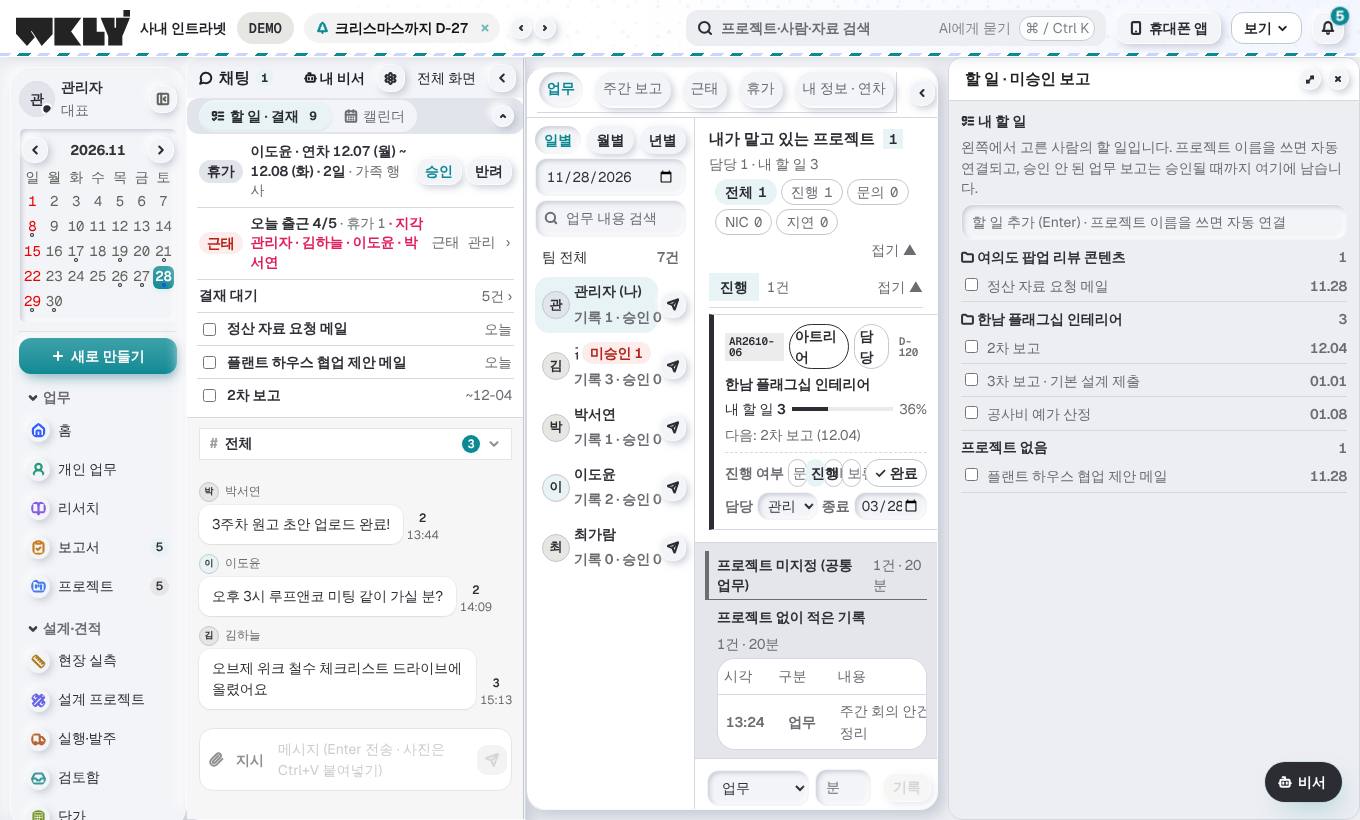 WKLY 사내 인트라넷 DEMO 크리스마스까지 D-27 × ‹ › 프로젝트·사람·자료 검색 AI에게 묻기 ⌘ / Ctrl K 휴대폰 앱 보기 5
관 관리자
대표
2026.11
일 월 화 수 목 금 토
1 2 3 4 5 6 7
8 9 10 11 12 13 14
15 16 17 18 19 20 21
22 23 24 25 26 27 28
29 30
+ 새로 만들기
업무
홈
개인 업무
리서치
보고서 5
프로젝트 5
설계·견적
현장 실측
설계 프로젝트
실행·발주
검토함
단가
채팅 1 내 비서 전체 화면
할 일 · 결재 9 캘린더
휴가 이도윤 · 연차 12.07 (월) ~ 12.08 (화) · 2일 · 가족 행사 승인 반려
근태 오늘 출근 4/5 · 휴가 1 · 지각 관리자 · 김하늘 · 이도윤 · 박서연 근태 관리 ›
결재 대기 5건 ›
정산 자료 요청 메일 오늘
플랜트 하우스 협업 제안 메일 오늘
2차 보고 ~12-04
# 전체 3
박 박서연
3주차 원고 초안 업로드 완료! 2
13:44
이 이도윤
오후 3시 루프앤코 미팅 같이 가실 분? 2
14:09
김 김하늘
오브제 위크 철수 체크리스트 드라이브에
올렸어요 3
15:13
지시 메시지 (Enter 전송 · 사진은
Ctrl+V 붙여넣기)
업무 주간 보고 근태 휴가 내 정보 · 연차
일별 월별 년별
11/28/2026
업무 내용 검색
팀 전체 7건
관 관리자 (나)
기록 1 · 승인 0
김 미승인 1
기록 3 · 승인 0
박 박서연
기록 1 · 승인 0
이 이도윤
기록 2 · 승인 0
최 최가람
기록 0 · 승인 0
내가 맡고 있는 프로젝트 1
담당 1 · 내 할 일 3
전체 1 진행 1 문의 0
NIC 0 지연 0
접기 ▲
진행 1건 접기 ▲
AR2610-06 아트리어 담당 D-120
한남 플래그십 인테리어
내 할 일 3 36%
다음: 2차 보고 (12.04)
진행 여부 문 진행 보 ✓ 완료
담당 관리 종료 03/28
프로젝트 미지정 (공통 업무) 1건 · 20분
프로젝트 없이 적은 기록
1건 · 20분
시각 구분 내용
13:24 업무 주간 회의 안건 정리
업무 분 기록
할 일 · 미승인 보고
내 할 일
왼쪽에서 고른 사람의 할 일입니다. 프로젝트 이름을 쓰면 자동
연결되고, 승인 안 된 업무 보고는 승인될 때까지 여기에 남습니
다.
할 일 추가 (Enter) · 프로젝트 이름을 쓰면 자동 연결
여의도 팝업 리뷰 콘텐츠 1
정산 자료 요청 메일 11.28
한남 플래그십 인테리어 3
2차 보고 12.04
3차 보고 · 기본 설계 제출 01.01
공사비 예가 산정 01.08
프로젝트 없음 1
플랜트 하우스 협업 제안 메일 11.28
비서